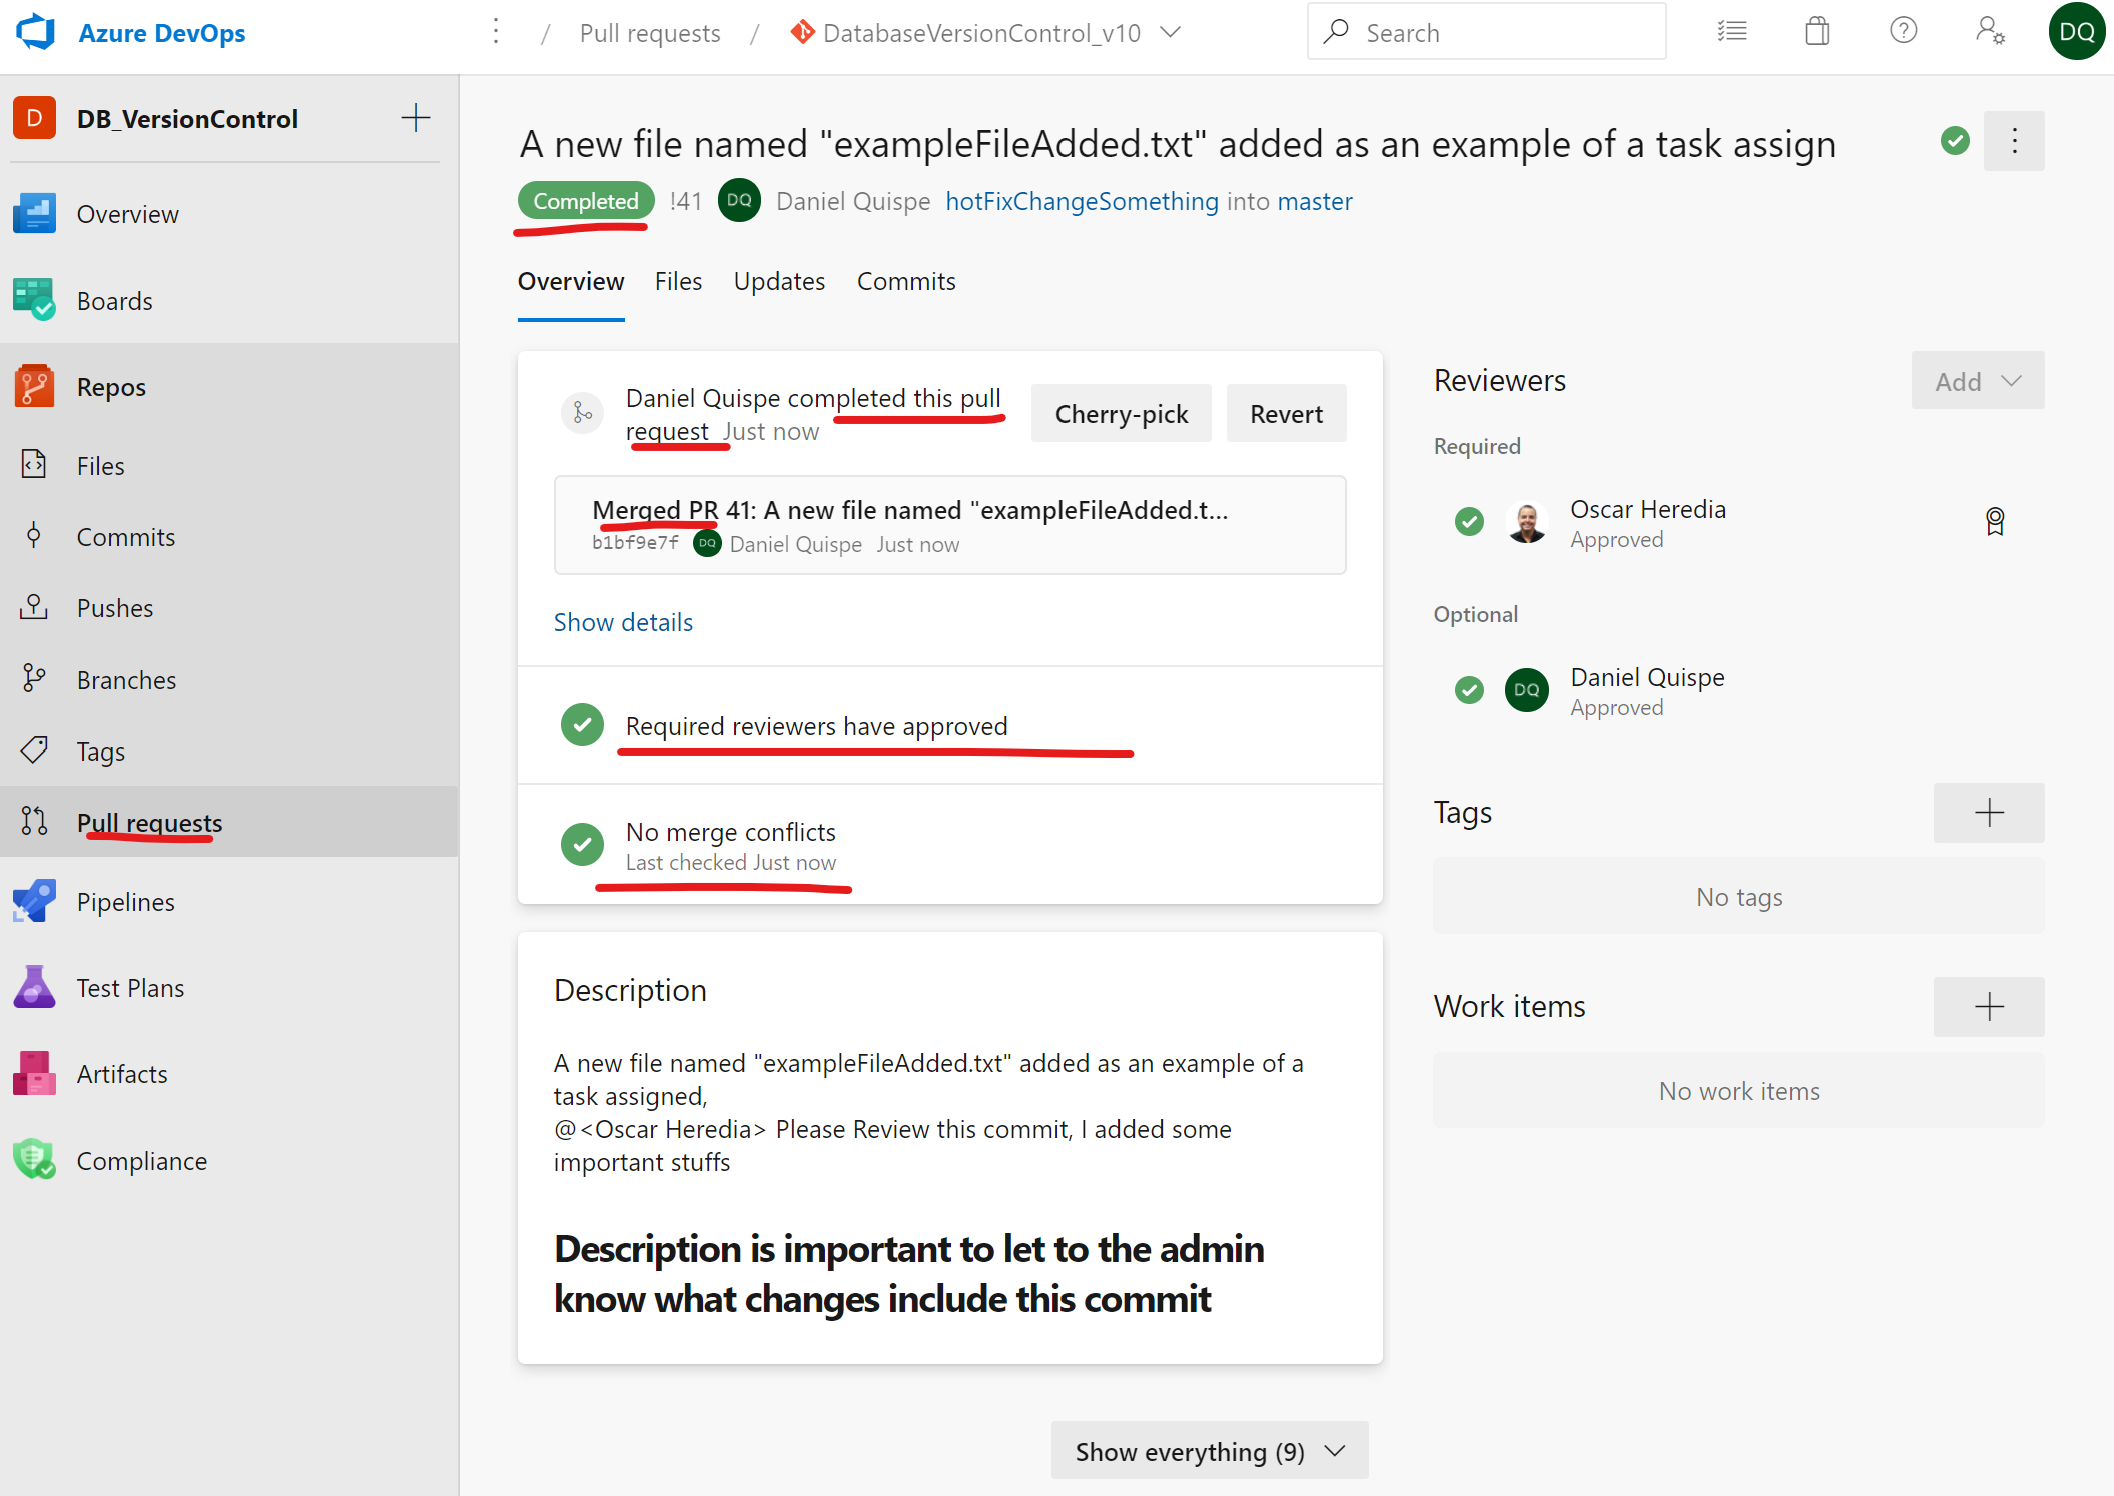 Azure DevOps
/ Pull requests / DatabaseVersionControl_v10
Search
DQ
D DB_VersionControl
Overview
Boards
Repos
Files
Commits
Pushes
Branches
Tags
Pull requests
Pipelines
Test Plans
Artifacts
Compliance
A new file named "exampleFileAdded.txt" added as an example of a task assign
Completed !41 DQ Daniel Quispe hotFixChangeSomething into master
Overview Files Updates Commits
Daniel Quispe completed this pull
request Just now
Cherry-pick Revert
Merged PR 41: A new file named "exampleFileAdded.t...
b1bf9e7f DQ Daniel Quispe Just now
Show details
Required reviewers have approved
No merge conflicts
Last checked Just now
Description
A new file named "exampleFileAdded.txt" added as an example of a
task assigned,
@<Oscar Heredia> Please Review this commit, I added some
important stuffs
Description is important to let to the admin
know what changes include this commit
Show everything (9)
Reviewers Add
Required
Oscar Heredia
Approved
Optional
DQ Daniel Quispe
Approved
Tags
No tags
Work items
No work items